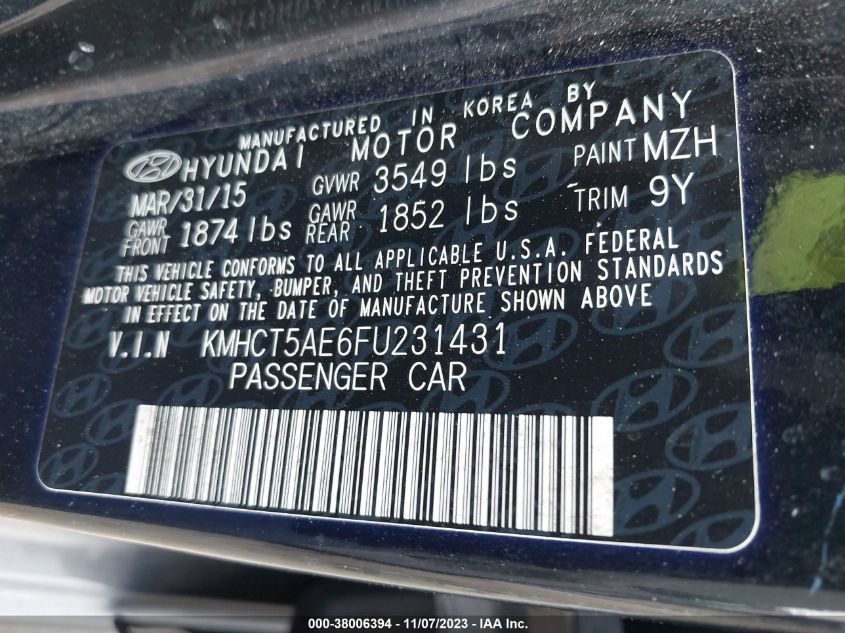 MANUFACTURED IN KOREA BY
HYUNDAI MOTOR COMPANY
MAR/31/15 GVWR 3549 lbs PAINT MZH
GAWR FRONT 1874 lbs GAWR REAR 1852 lbs TRIM 9Y
THIS VEHICLE CONFORMS TO ALL APPLICABLE U.S.A. FEDERAL
MOTOR VEHICLE SAFETY, BUMPER, AND THEFT PREVENTION STANDARDS
IN EFFECT ON THE DATE OF MANUFACTURE SHOWN ABOVE
V.I.N KMHCT5AE6FU231431
PASSENGER CAR
000-38006394 - 11/07/2023 - IAA Inc.